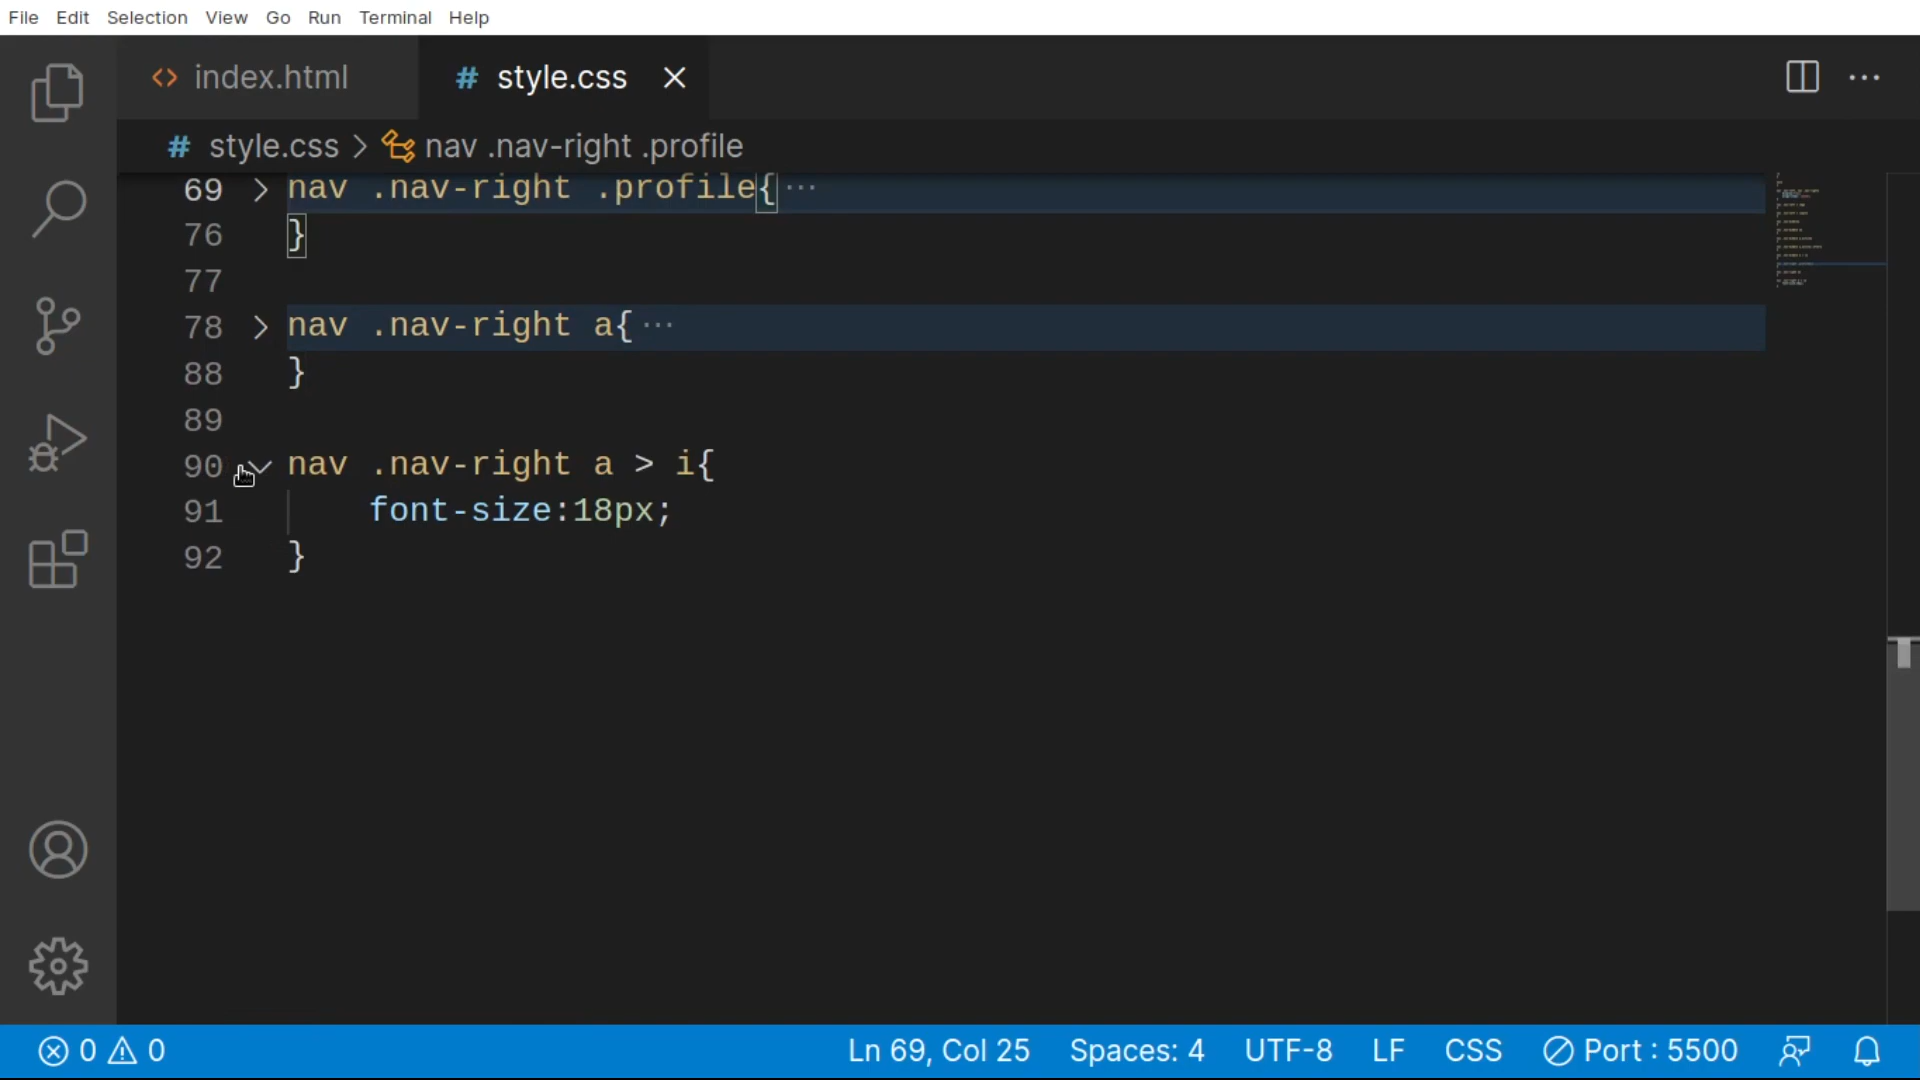 File Edit Selection View Go Run Terminal Help
<> index.html # style.css
# style.css > nav .nav-right .profile
69 nav .nav-right .profile{ ···
76 }
77
78 nav .nav-right a{ ···
88 }
89
90 nav .nav-right a > i{
91 font-size:18px;
92 }
0 0 Ln 69, Col 25 Spaces: 4 UTF-8 LF CSS Port : 5500